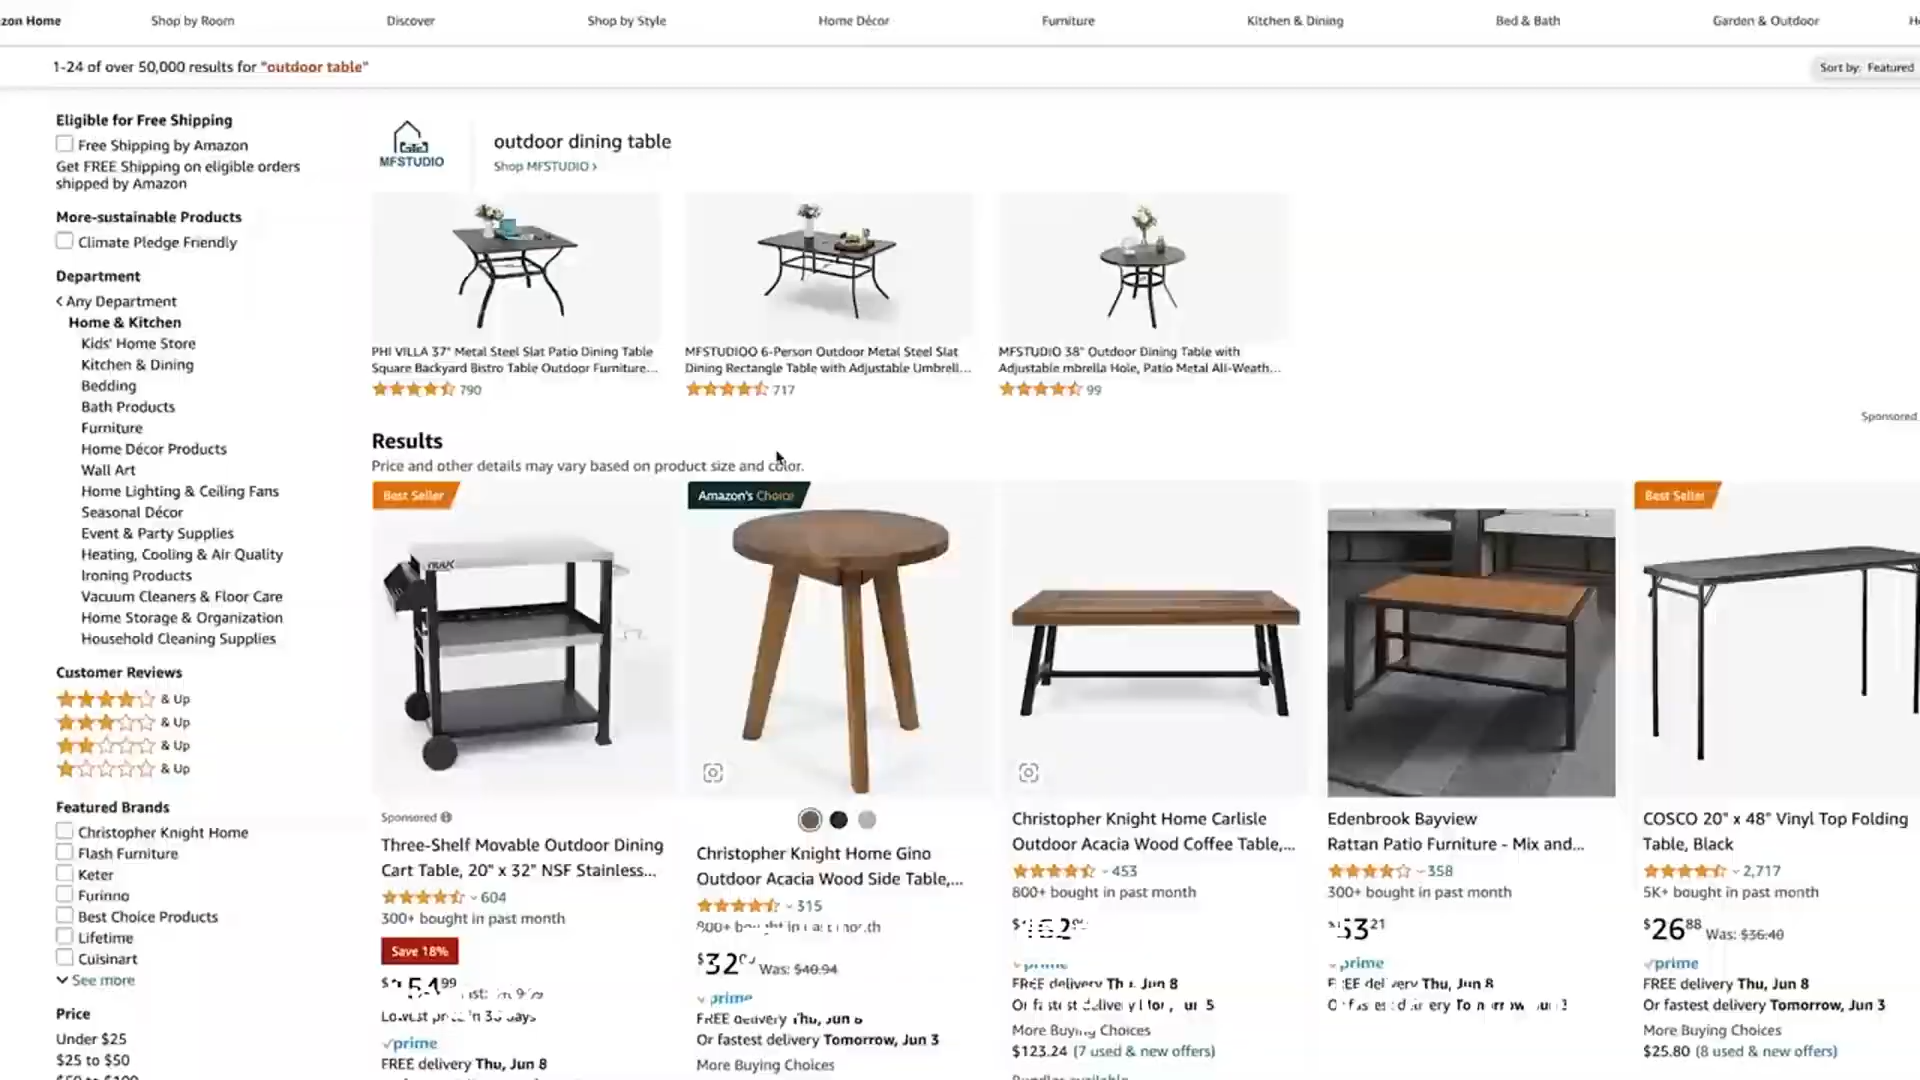 zon Home
Shop by Room
Discover
Shop by Style
Home Décor
Furniture
Kitchen & Dining
Bed & Bath
Garden & Outdoor
1-24 of over 50,000 results for "outdoor table"
Sort by: Featured
Eligible for Free Shipping
Free Shipping by Amazon
Get FREE Shipping on eligible orders
shipped by Amazon
More-sustainable Products
Climate Pledge Friendly
Department
< Any Department
Home & Kitchen
Kids' Home Store
Kitchen & Dining
Bedding
Bath Products
Furniture
Home Décor Products
Wall Art
Home Lighting & Ceiling Fans
Seasonal Décor
Event & Party Supplies
Heating, Cooling & Air Quality
Ironing Products
Vacuum Cleaners & Floor Care
Home Storage & Organization
Household Cleaning Supplies
Customer Reviews
& Up
& Up
& Up
& Up
Featured Brands
Christopher Knight Home
Flash Furniture
Keter
Furinno
Best Choice Products
Lifetime
Cuisinart
See more
Price
Under $25
$25 to $50
MFSTUDIO
outdoor dining table
Shop MFSTUDIO ›
PHI VILLA 37" Metal Steel Slat Patio Dining Table
Square Backyard Bistro Table Outdoor Furniture...
790
MFSTUDIOO 6-Person Outdoor Metal Steel Slat
Dining Rectangle Table with Adjustable Umbrell...
717
MFSTUDIO 38" Outdoor Dining Table with
Adjustable mbrella Hole, Patio Metal All-Weath...
99
Sponsored
Results
Price and other details may vary based on product size and color.
Best Seller
Sponsored
Three-Shelf Movable Outdoor Dining
Cart Table, 20" x 32" NSF Stainless...
604
300+ bought in past month
Save 18%
prime
FREE delivery Thu, Jun 8
Amazon's Choice
Christopher Knight Home Gino
Outdoor Acacia Wood Side Table,...
315
$32 Was: $40.94
prime
FREE delivery Thu, Jun 8
Or fastest delivery Tomorrow, Jun 3
More Buying Choices
Christopher Knight Home Carlisle
Outdoor Acacia Wood Coffee Table,...
453
800+ bought in past month
prime
FREE delivery Thu, Jun 8
More Buying Choices
$123.24 (7 used & new offers)
Edenbrook Bayview
Rattan Patio Furniture - Mix and...
358
300+ bought in past month
prime
FREE delivery Thu, Jun 8
Best Seller
COSCO 20" x 48" Vinyl Top Folding
Table, Black
2,717
5K+ bought in past month
$26.88 Was: $36.40
prime
FREE delivery Thu, Jun 8
Or fastest delivery Tomorrow, Jun 3
More Buying Choices
$25.80 (8 used & new offers)